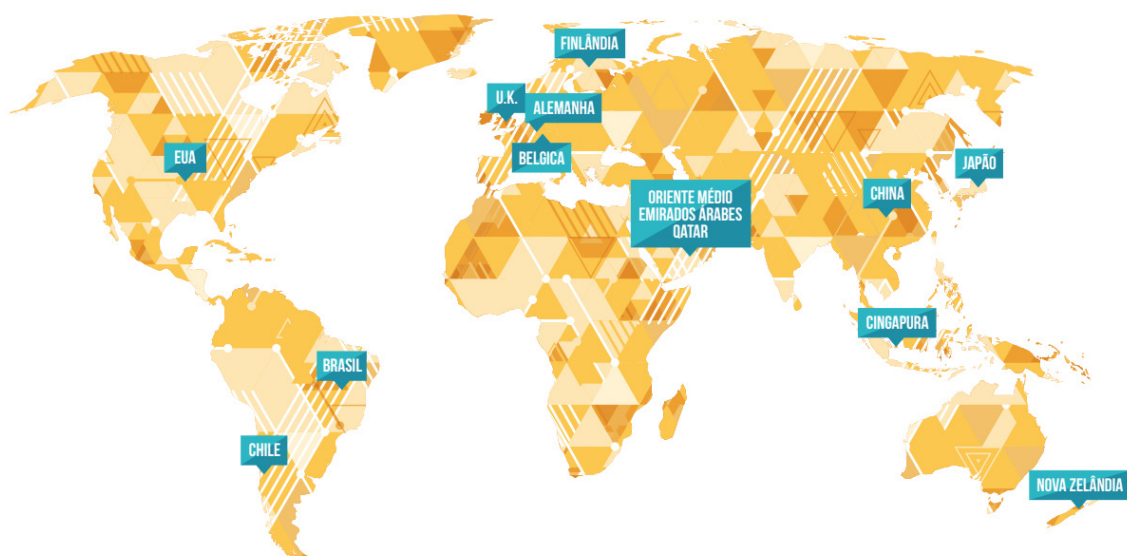 FINLÂNDIA
U.K.
ALEMANHA
BELGICA
EUA
JAPÃO
CHINA
ORIENTE MÉDIO
EMIRADOS ÁRABES
QATAR
CINGAPURA
BRASIL
CHILE
NOVA ZELÂNDIA